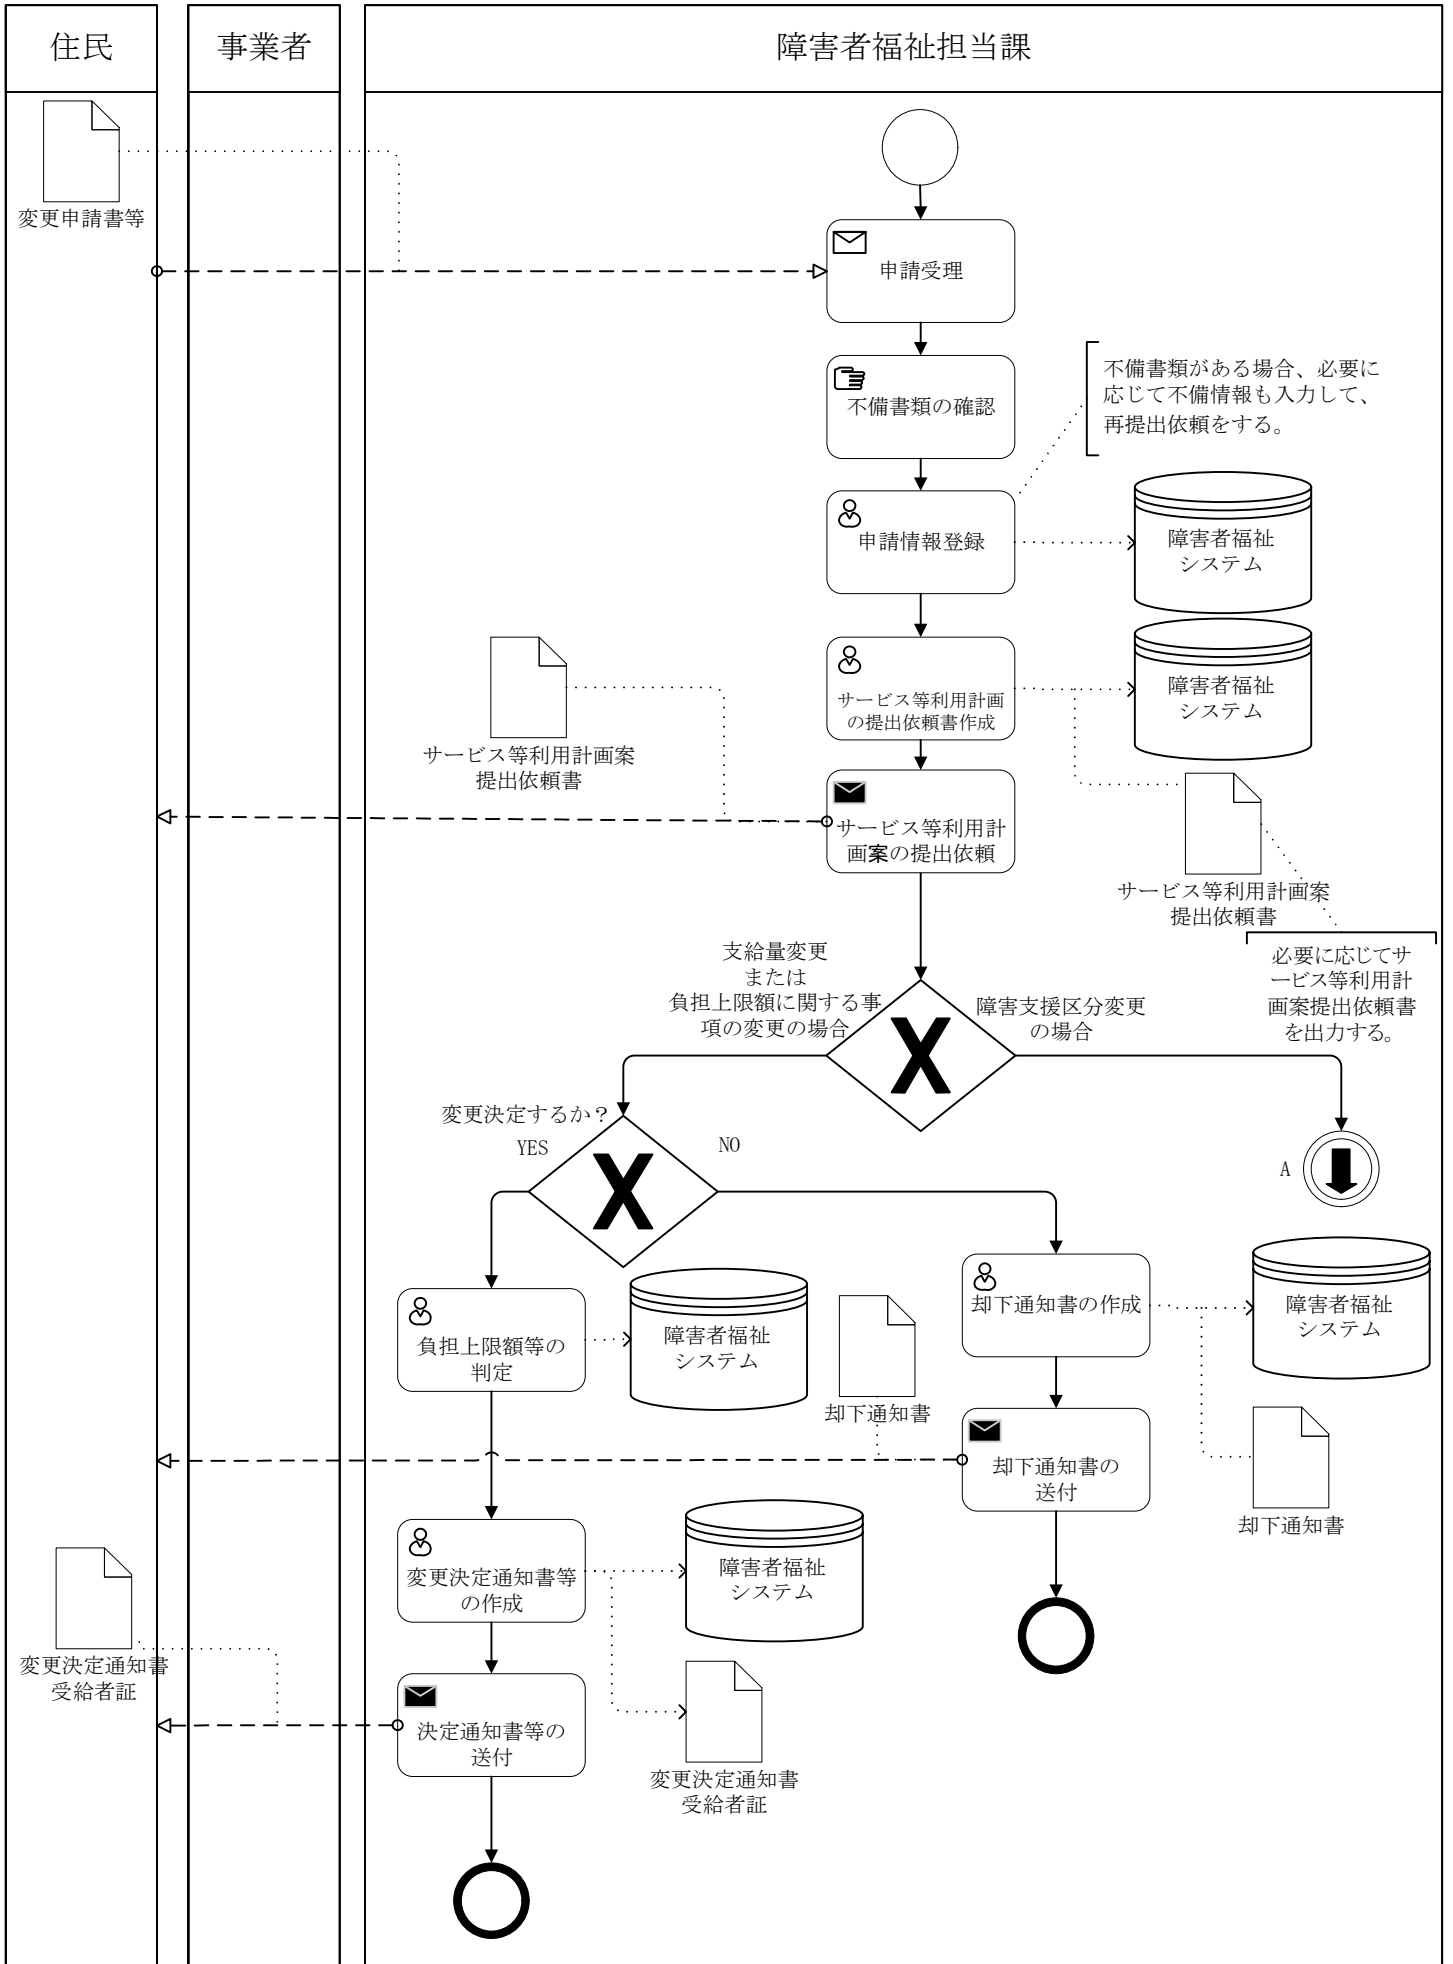 住民
事業者
障害者福祉担当課
変更申請書等
申請受理
不備書類の確認
不備書類がある場合、必要に
応じて不備情報も入力して、
再提出依頼をする。
申請情報登録
障害者福祉
システム
サービス等利用計画
の提出依頼書作成
障害者福祉
システム
サービス等利用計画案
提出依頼書
サービス等利用計
画案の提出依頼
サービス等利用計画案
提出依頼書
必要に応じてサ
ービス等利用計
画案提出依頼書
を出力する。
支給量変更
または
負担上限額に関する事
項の変更の場合
障害支援区分変更
の場合
変更決定するか？
YES
NO
A
負担上限額等の
判定
障害者福祉
システム
却下通知書の作成
障害者福祉
システム
却下通知書
却下通知書の
送付
却下通知書
変更決定通知書等
の作成
障害者福祉
システム
変更決定通知書
受給者証
決定通知書等の
送付
変更決定通知書
受給者証